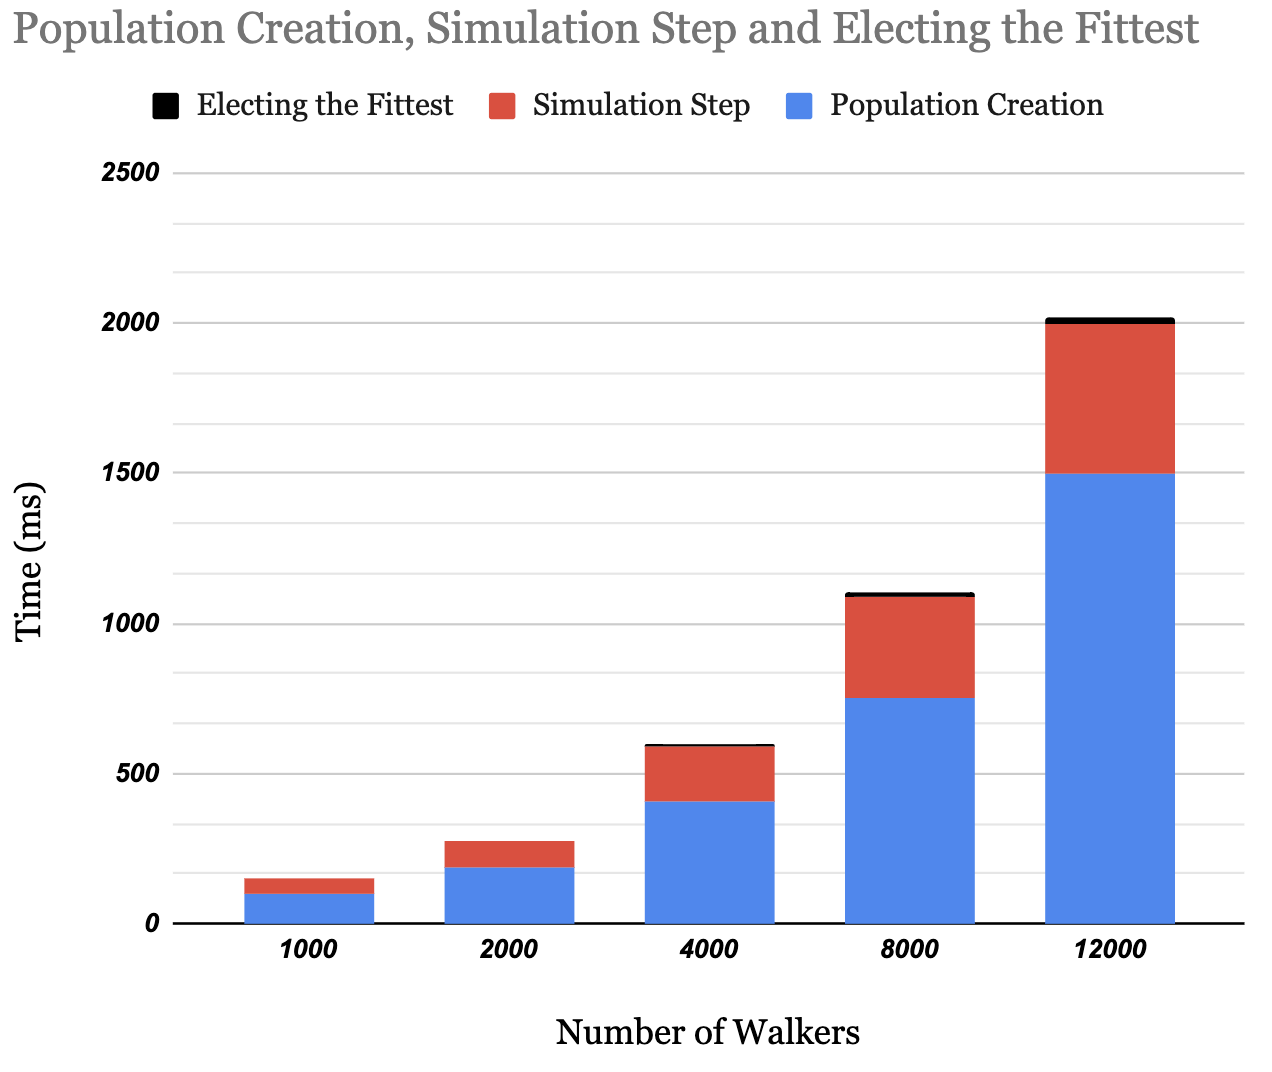 Population Creation, Simulation Step and Electing the Fittest
Electing the Fittest Simulation Step Population Creation
2500
2000
1500
1000
500
0
Time (ms)
1000 2000 4000 8000 12000
Number of Walkers